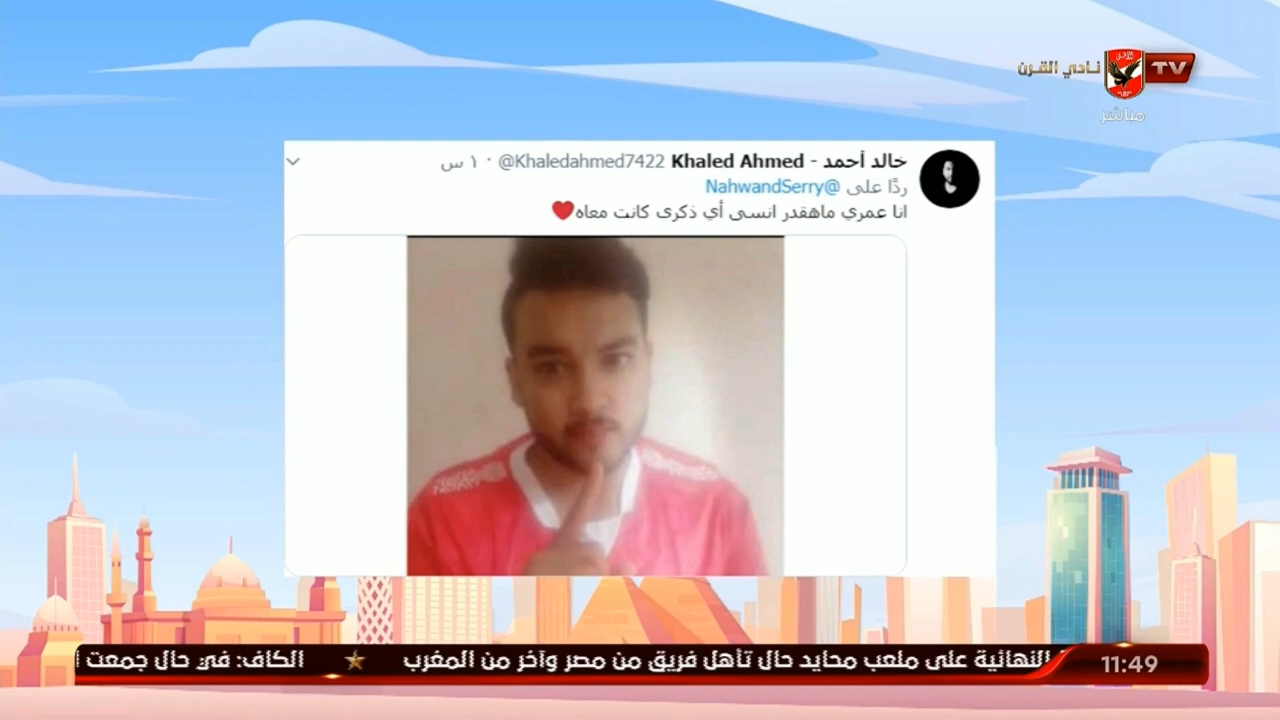 نادي القرن TV
مباشر
خالد أحمد - Khaled Ahmed @Khaledahmed7422 · ١ س
ردًا على @NahwandSerry
انا عمري ماهقدر انسى أي ذكرى كانت معاه❤
النهائية على ملعب محايد حال تأهل فريق من مصر وآخر من المغرب ★ الكاف: في حال جمعت
11:49